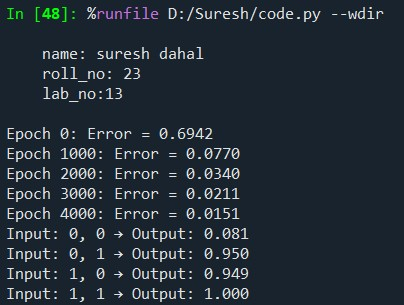 In [48]: %runfile D:/Suresh/code.py --wdir
name: suresh dahal
roll_no: 23
lab_no:13
Epoch 0: Error = 0.6942
Epoch 1000: Error = 0.0770
Epoch 2000: Error = 0.0340
Epoch 3000: Error = 0.0211
Epoch 4000: Error = 0.0151
Input: 0, 0 → Output: 0.081
Input: 0, 1 → Output: 0.950
Input: 1, 0 → Output: 0.949
Input: 1, 1 → Output: 1.000